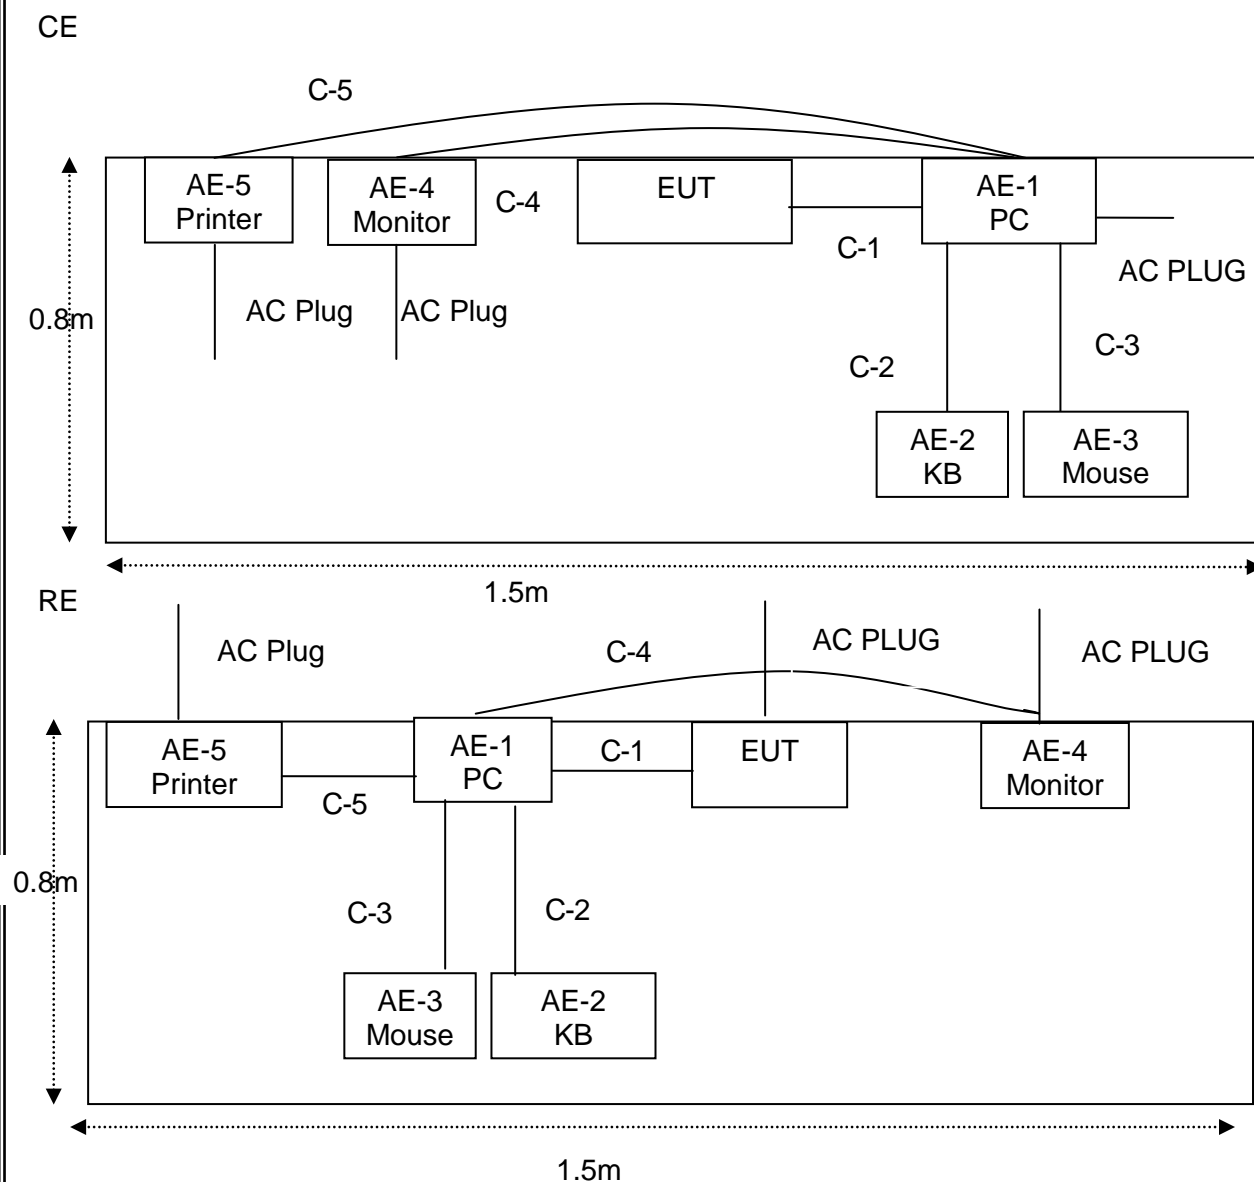 CE
C-5
AE-5
Printer
AE-4
Monitor
C-4
EUT
AE-1
PC
C-1
AC PLUG
AC Plug
AC Plug
0.8m
C-2
C-3
AE-2
KB
AE-3
Mouse
1.5m
RE
AC Plug
C-4
AC PLUG
AC PLUG
AE-5
Printer
AE-1
PC
C-1
EUT
AE-4
Monitor
C-5
0.8m
C-3
C-2
AE-3
Mouse
AE-2
KB
1.5m